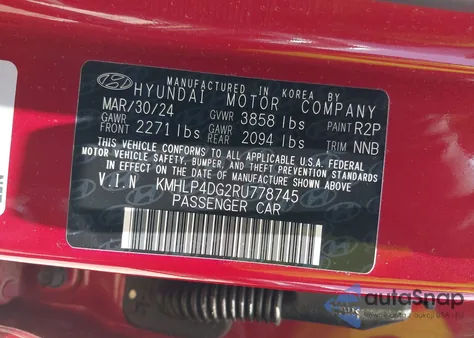 MANUFACTURED IN KOREA BY
HYUNDAI MOTOR COMPANY
MAR/30/24 GVWR 3858 lbs PAINT R2P
GAWR FRONT 2271 lbs GAWR REAR 2094 lbs TRIM NNB
THIS VEHICLE CONFORMS TO ALL APPLICABLE U.S.A. FEDERAL
MOTOR VEHICLE SAFETY, BUMPER, AND THEFT PREVENTION STANDARDS
IN EFFECT ON THE DATE OF MANUFACTURE SHOWN ABOVE.
V.I.N KMHLP4DG2RU778745
PASSENGER CAR
autoSnap